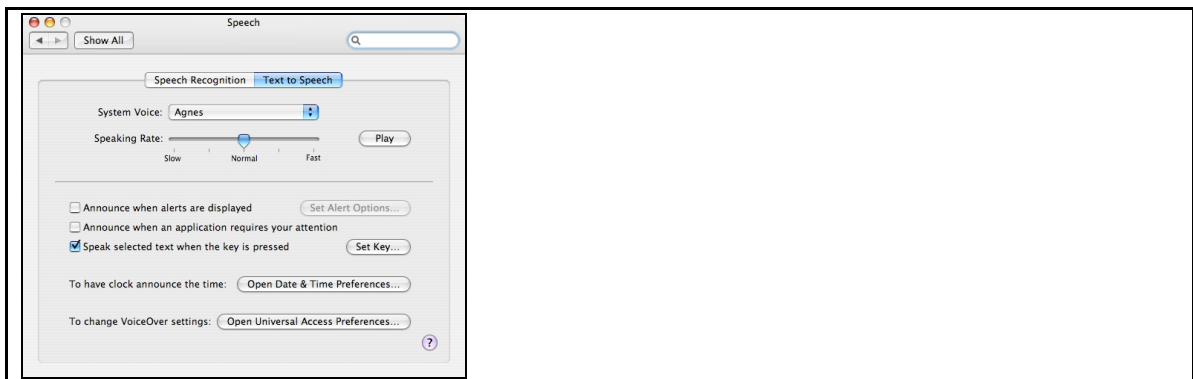 Speech
Show All
Speech Recognition Text to Speech
System Voice: Agnes
Speaking Rate: Play
Slow Normal Fast
Announce when alerts are displayed Set Alert Options...
Announce when an application requires your attention
Speak selected text when the key is pressed Set Key...
To have clock announce the time: Open Date & Time Preferences...
To change VoiceOver settings: Open Universal Access Preferences...
?